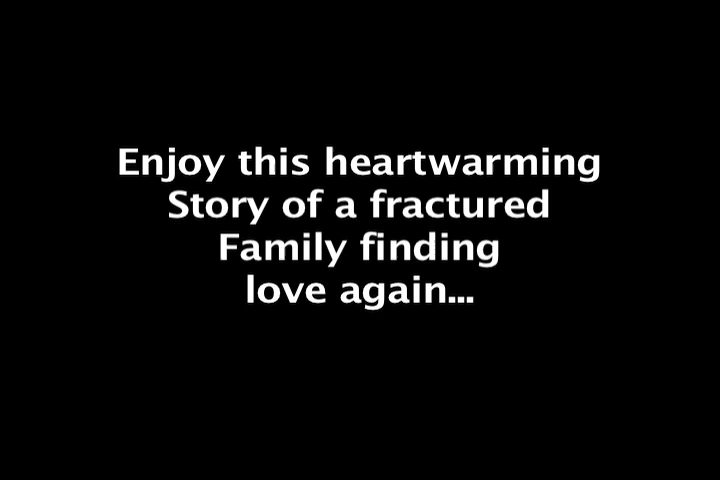 Enjoy this heartwarming
Story of a fractured
Family finding
love again...